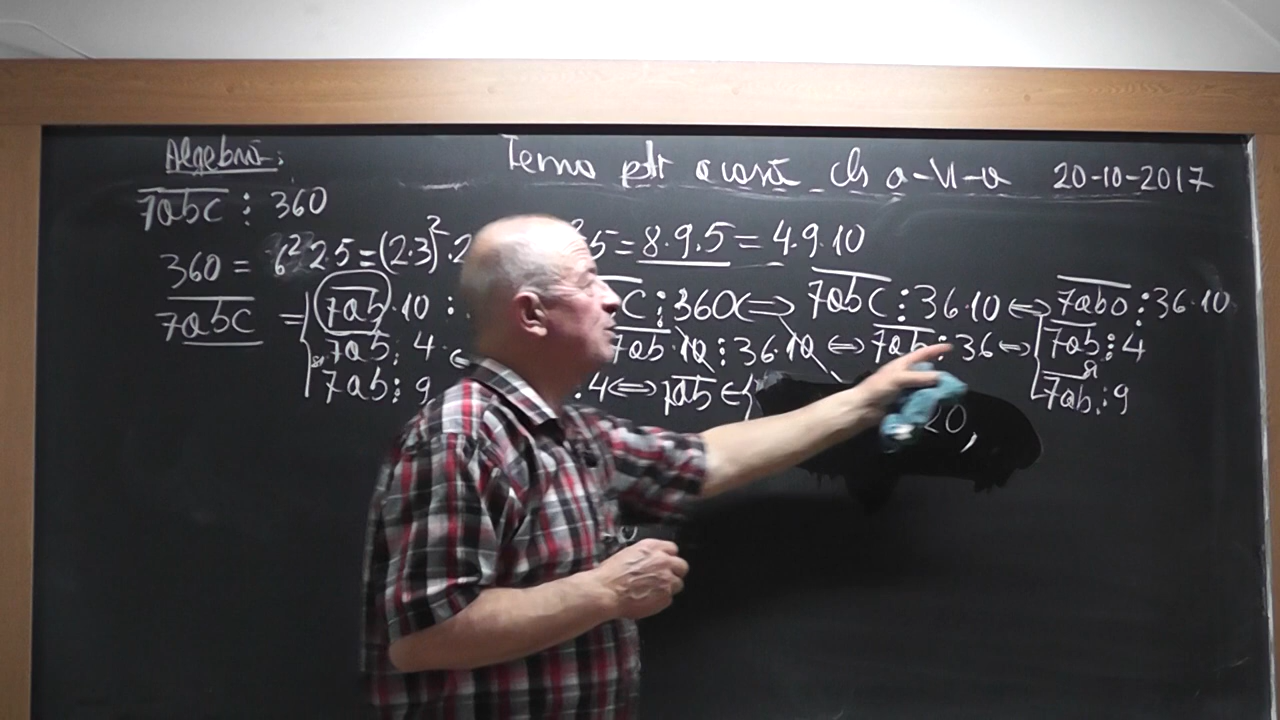 Algebră:
Temă ptr acasă cls a-VI-a 20-10-2017
7abc ⋮ 360
360 = 6² 2·5 = (2·3)²·2 5 = 8·9·5 = 4·9·10
7abc = 7ab·10 : C ⋮ 360 <=> 7abc ⋮ 36·10 <=> 7ab0 ⋮ 36·10
7ab ⋮ 4 7ab·10 ⋮ 36·10 <=> 7ab ⋮ 36 <=> 7ab ⋮ 4
şi
7ab ⋮ 9 4 <=> 7ab ∈ { 20, 7ab ⋮ 9